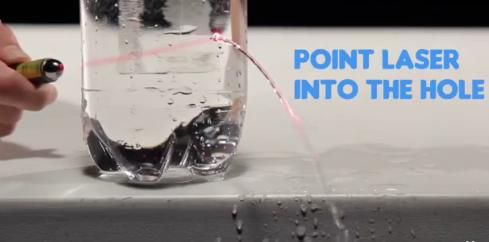 POINT LASER
INTO THE HOLE